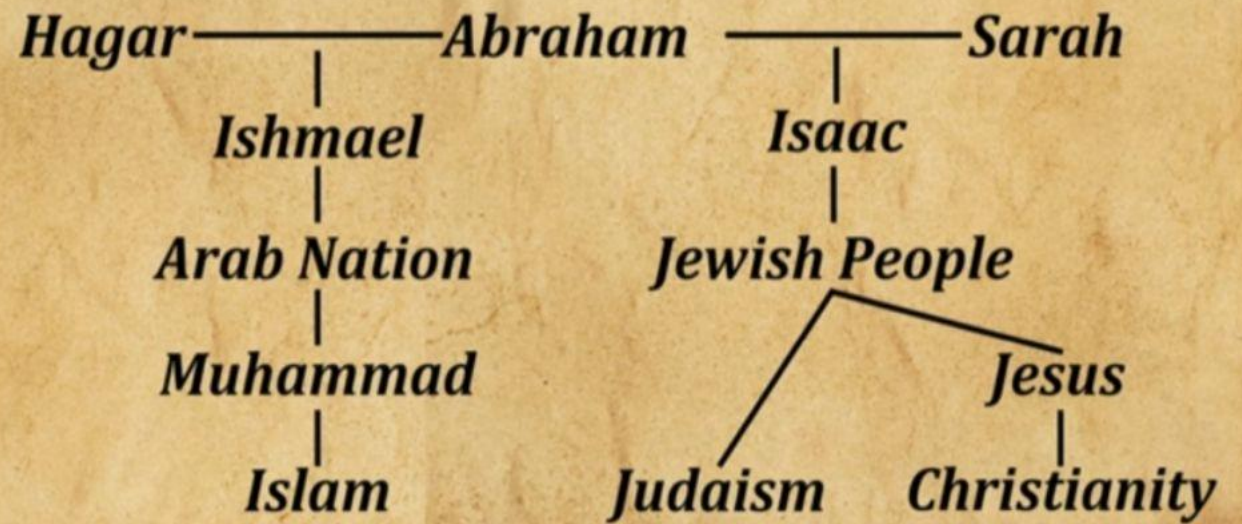 Hagar Abraham Sarah
Ishmael Isaac
Arab Nation Jewish People
Muhammad Jesus
Islam Judaism Christianity